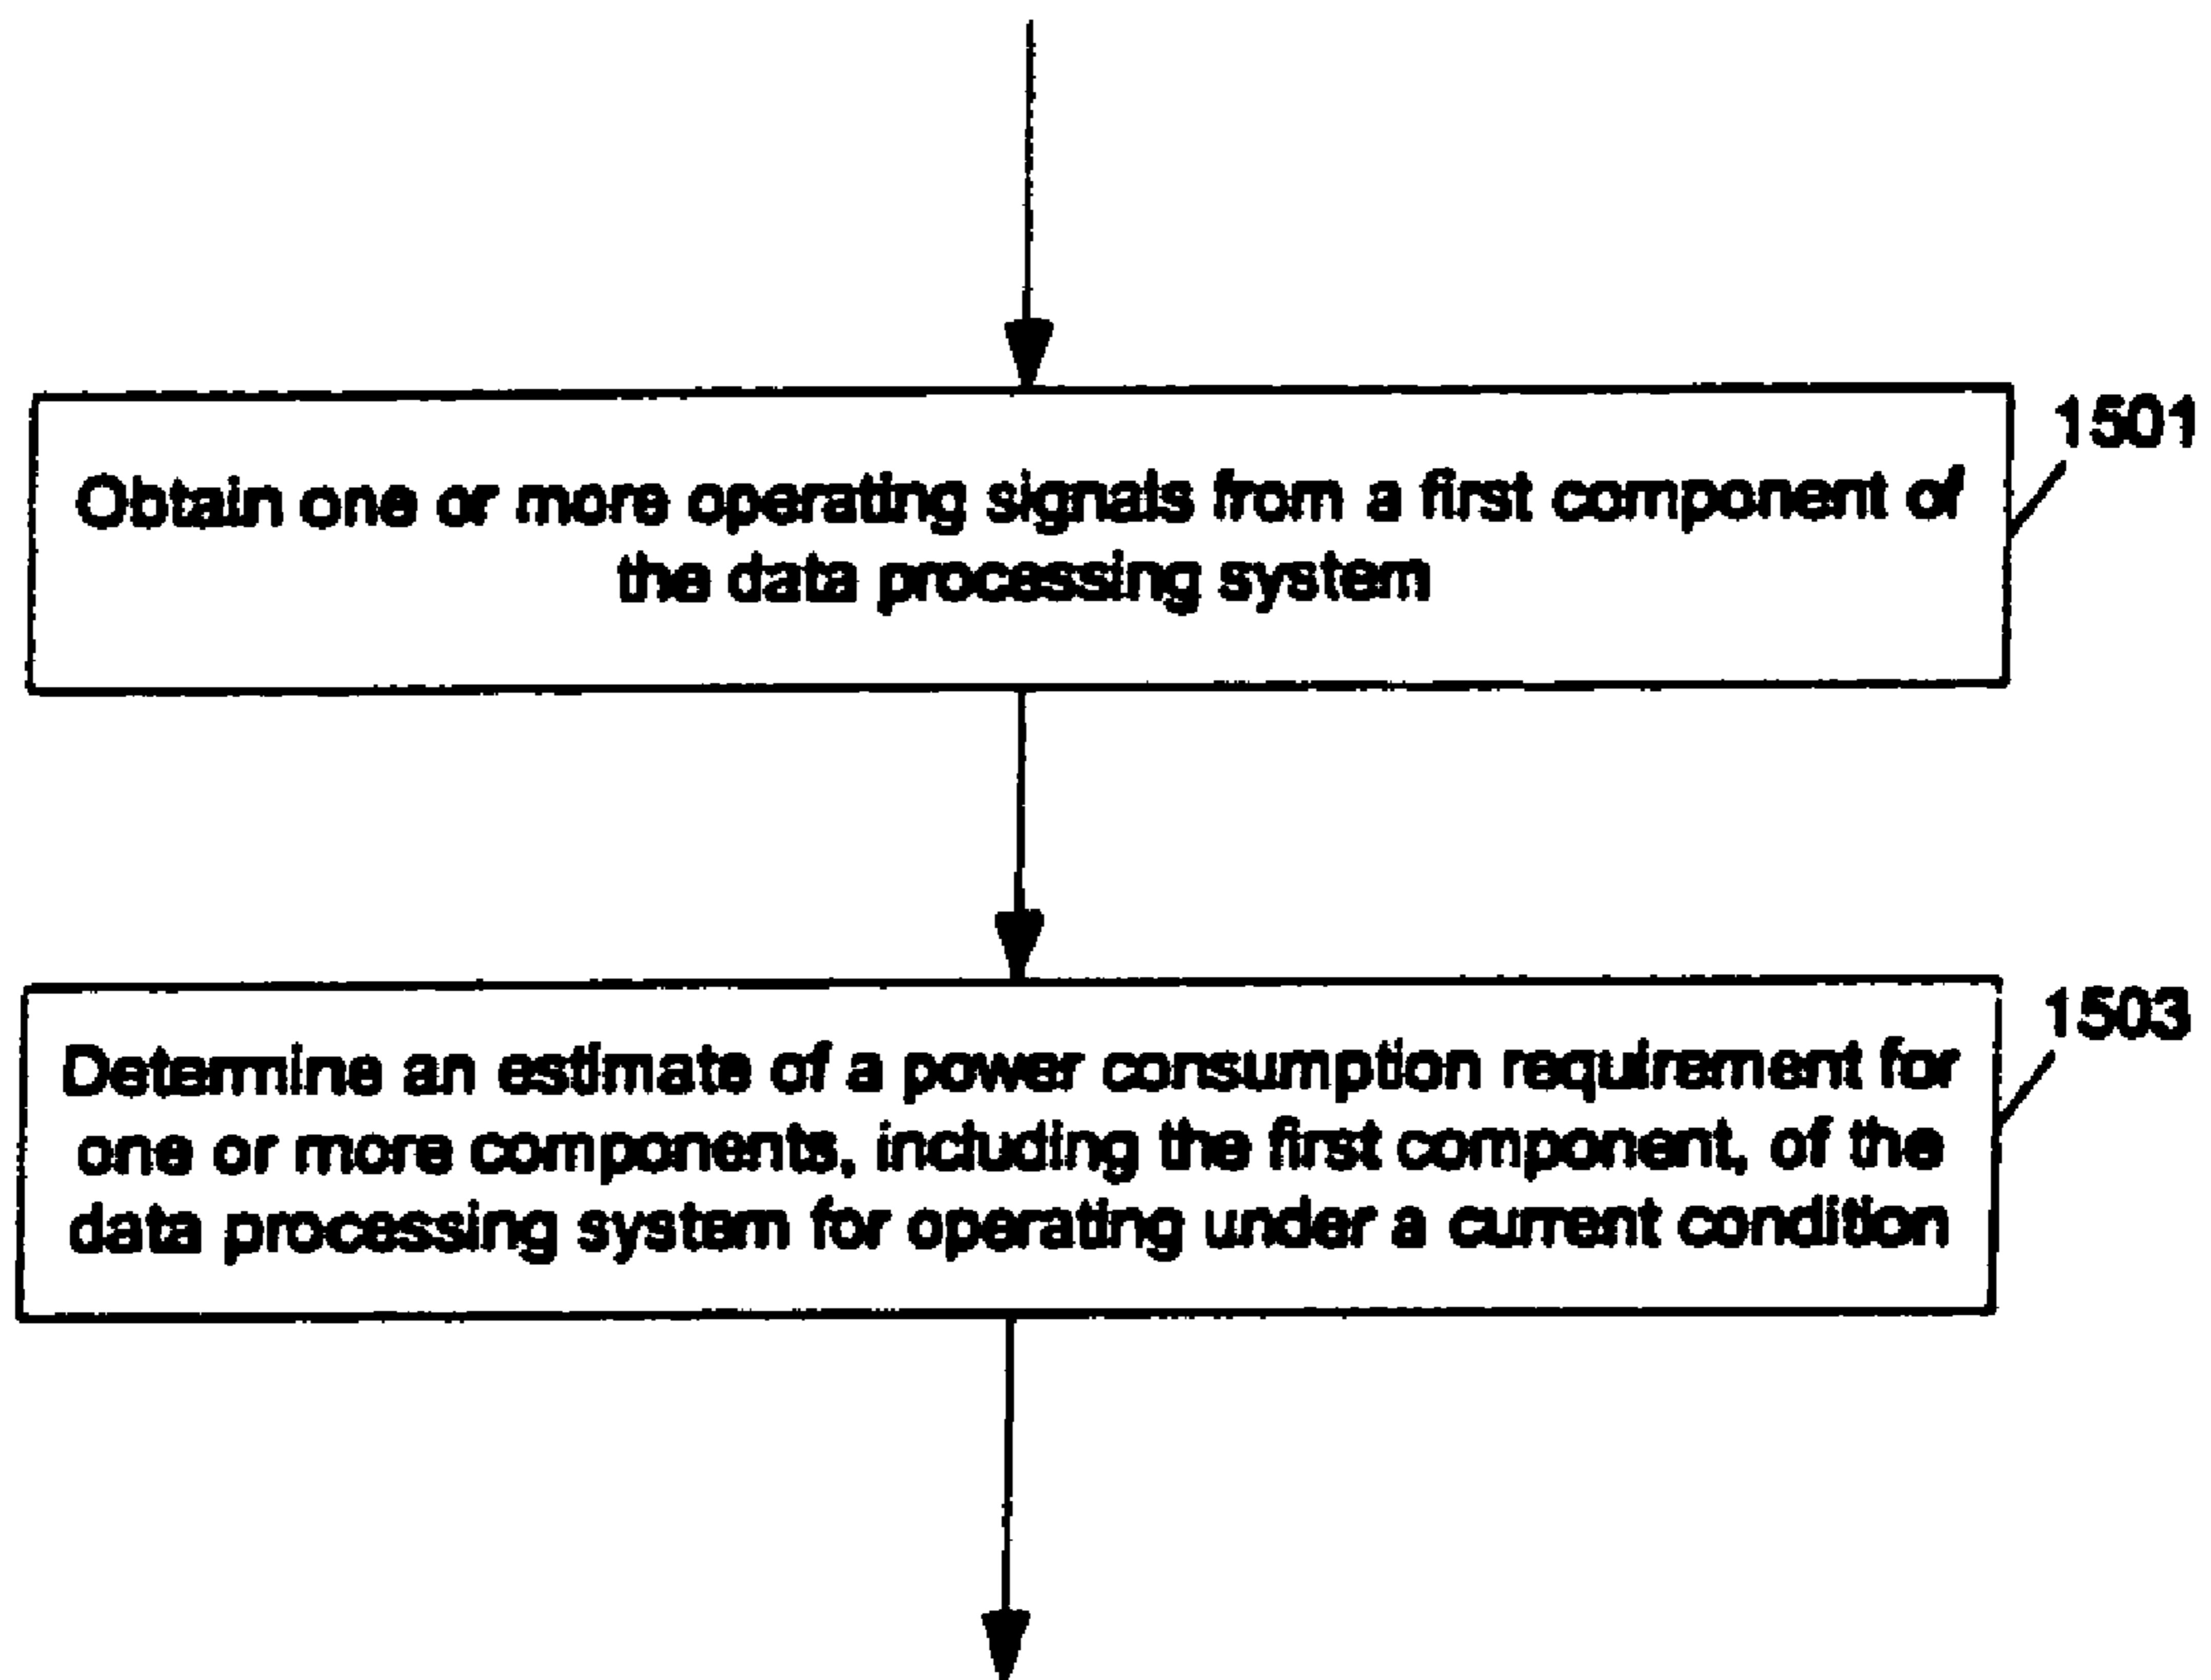 1501
Obtain one or more operating signals from a first component of
the data processing system
1503
Determine an estimate of a power consumption requirement for
one or more components, including the first component, of the
data processing system for operating under a current condition